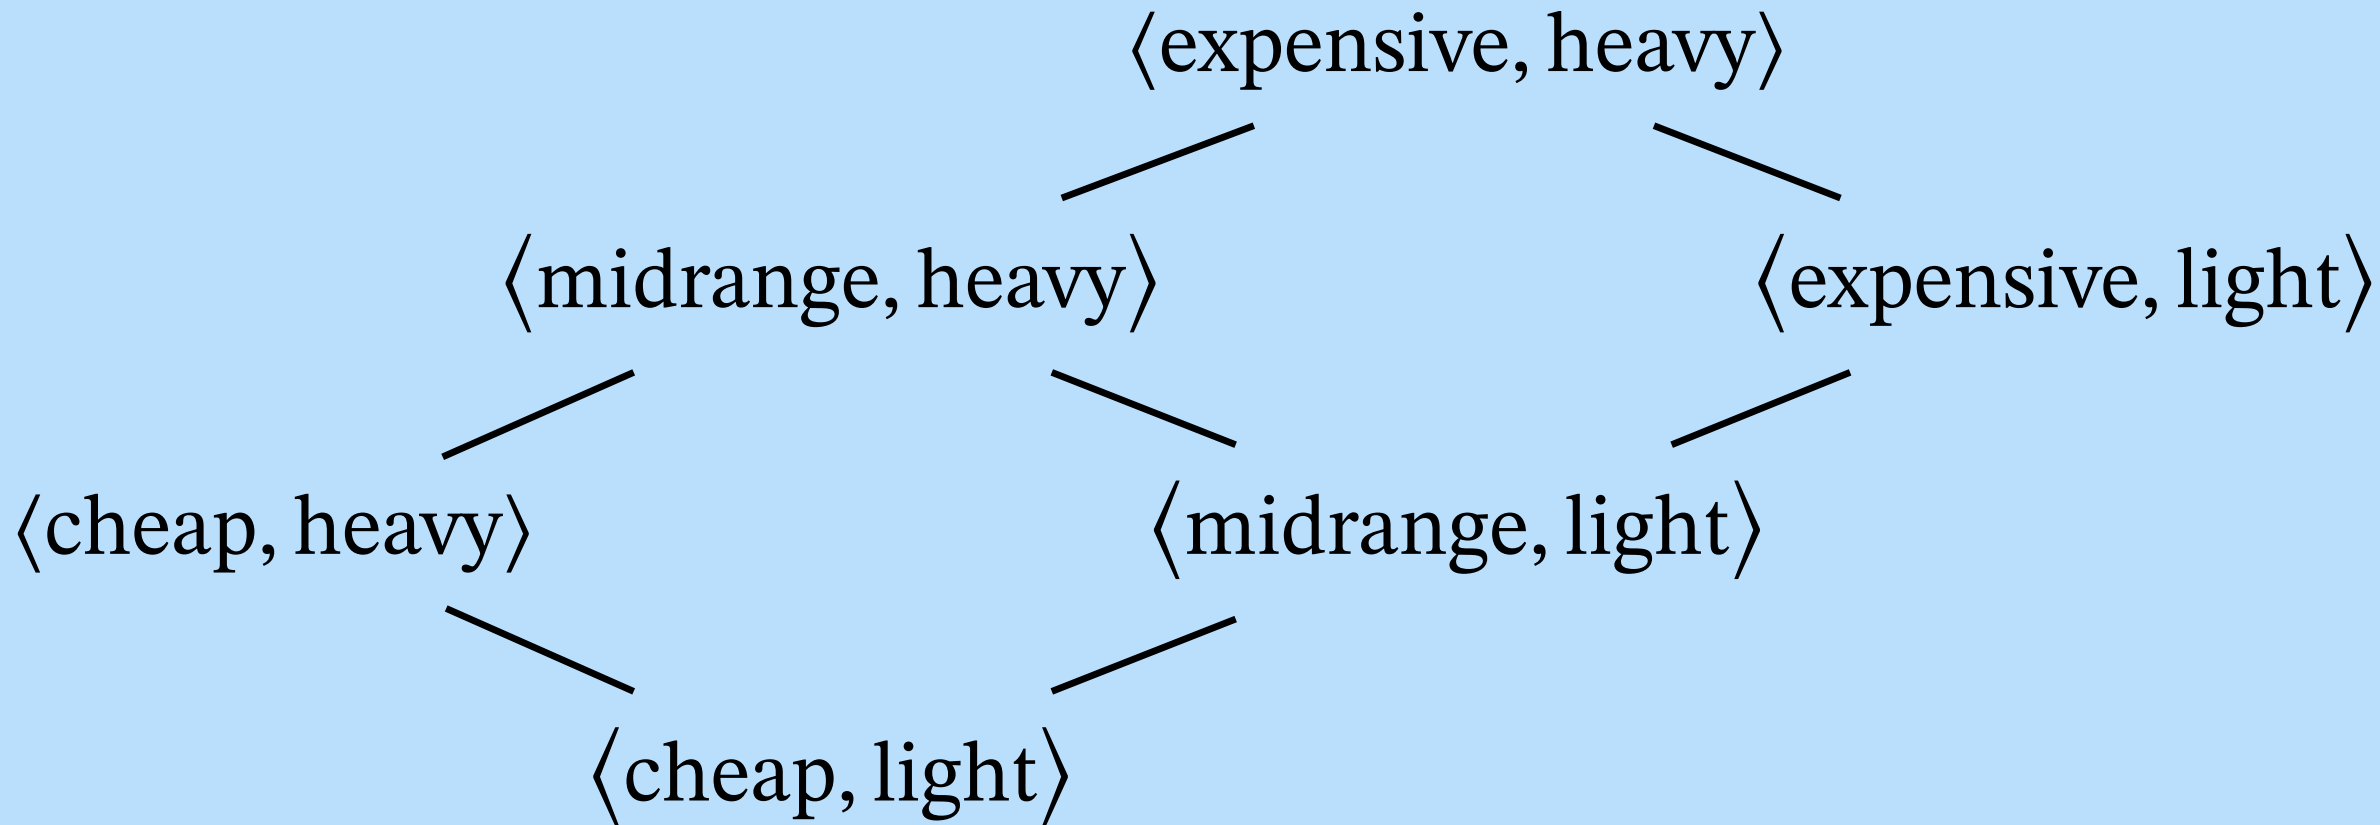 ⟨expensive, heavy⟩
⟨midrange, heavy⟩
⟨expensive, light⟩
⟨cheap, heavy⟩
⟨midrange, light⟩
⟨cheap, light⟩